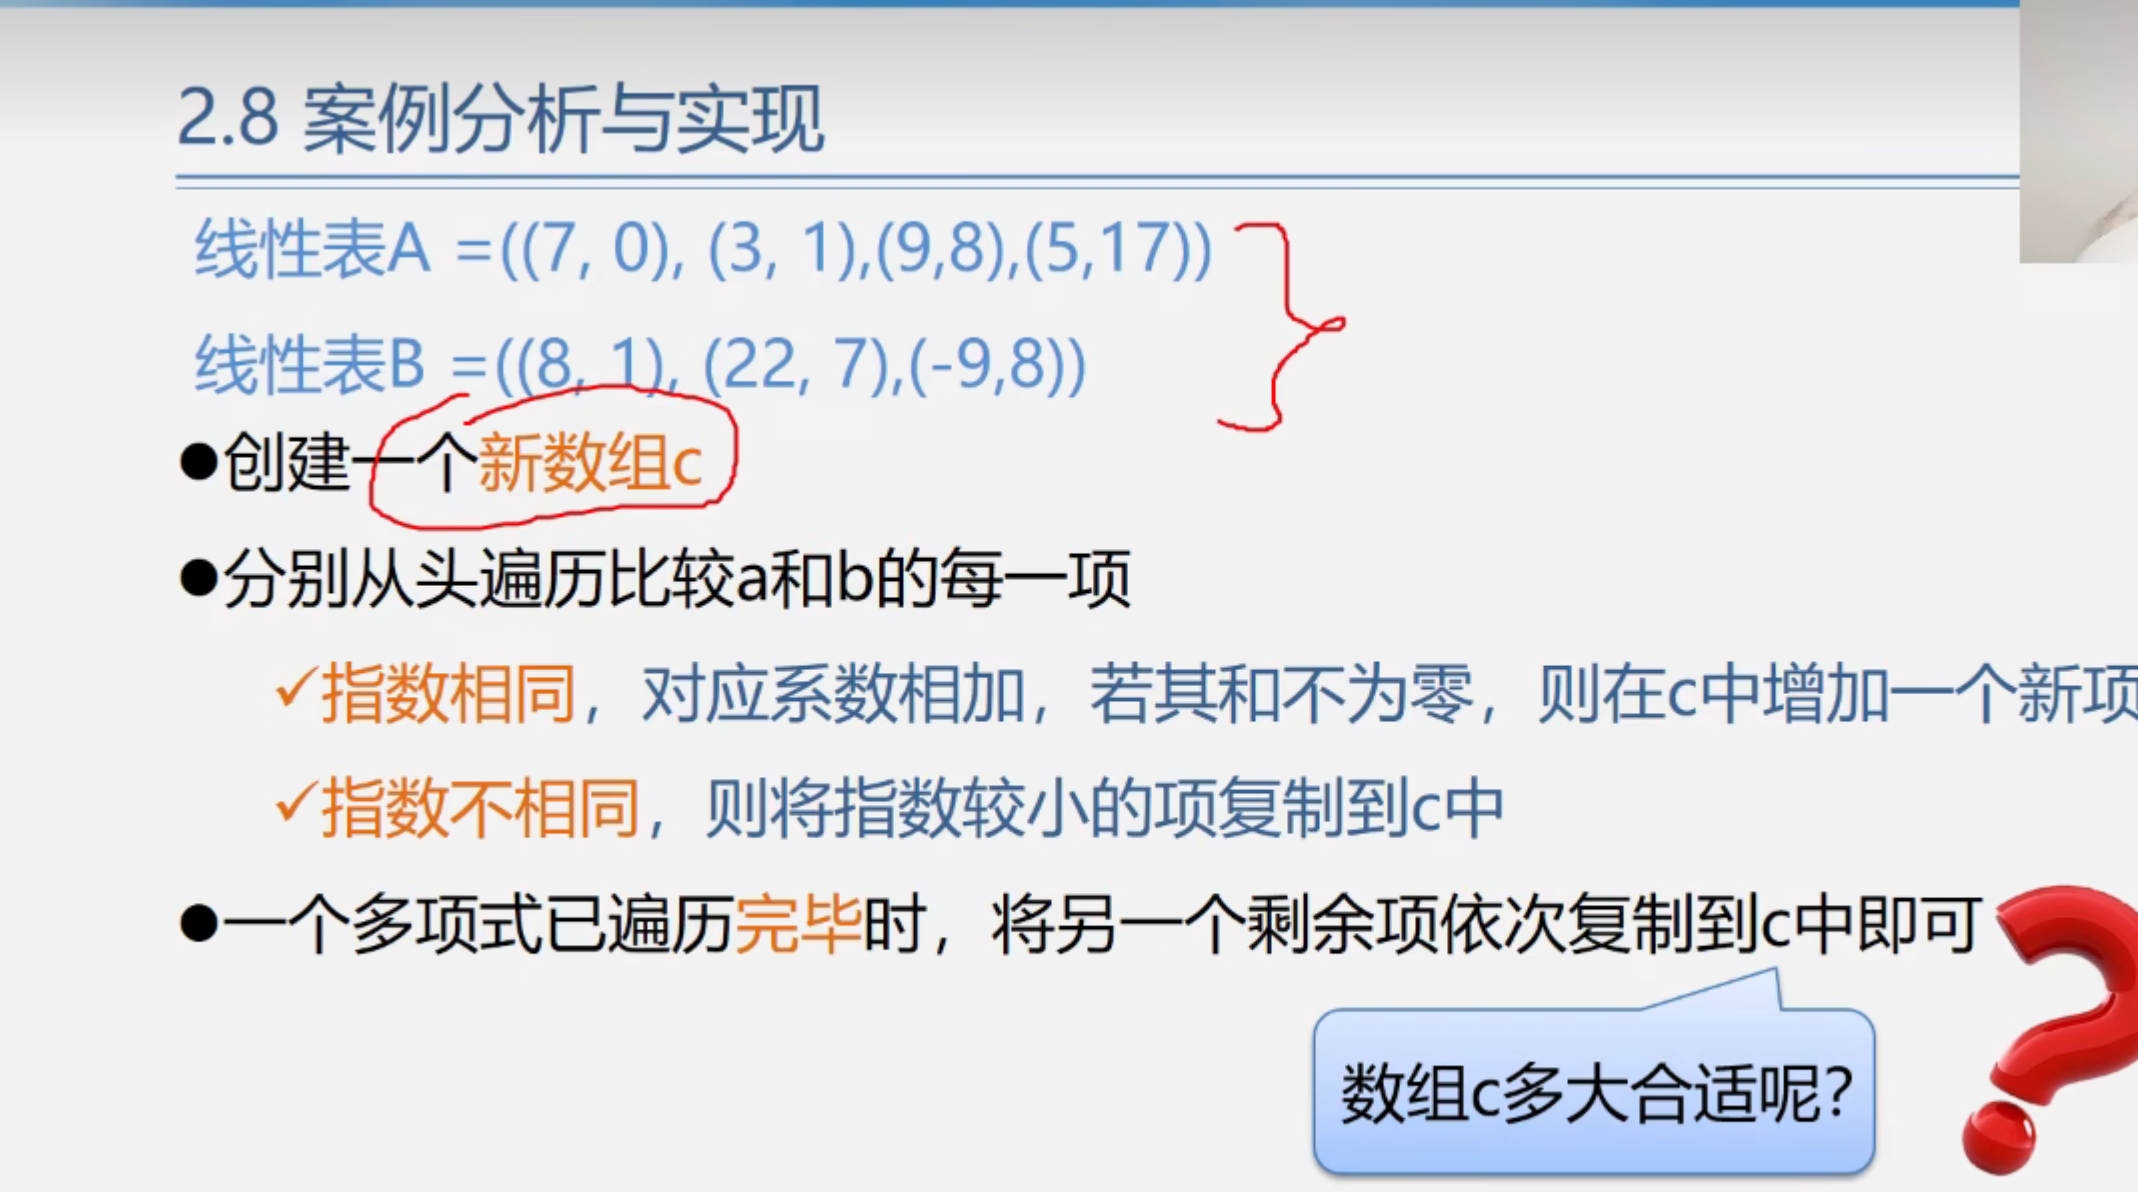 2.8 案例分析与实现
线性表A =((7, 0), (3, 1),(9,8),(5,17))
线性表B =((8, 1), (22, 7),(-9,8))
●创建一个新数组c
●分别从头遍历比较a和b的每一项
✓指数相同，对应系数相加，若其和不为零，则在c中增加一个新项
✓指数不相同，则将指数较小的项复制到c中
●一个多项式已遍历完毕时，将另一个剩余项依次复制到c中即可
数组c多大合适呢？